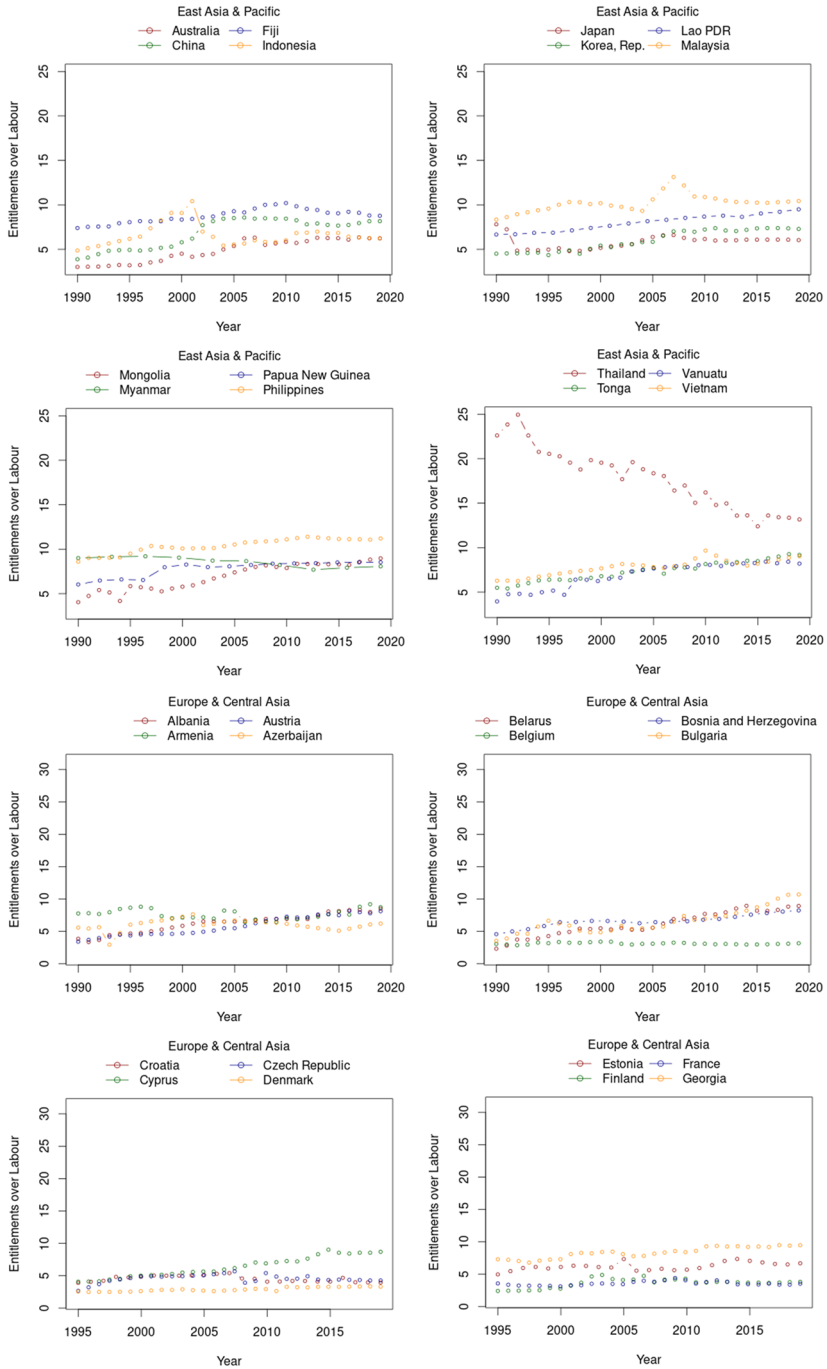 East Asia & Pacific
Australia Fiji
China Indonesia
Entitlements over Labour
25
20
15
10
5
1990 1995 2000 2005 2010 2015 2020
Year
East Asia & Pacific
Japan Lao PDR
Korea, Rep. Malaysia
Entitlements over Labour
25
20
15
10
5
1990 1995 2000 2005 2010 2015 2020
Year
East Asia & Pacific
Mongolia Papua New Guinea
Myanmar Philippines
Entitlements over Labour
25
20
15
10
5
1990 1995 2000 2005 2010 2015 2020
Year
East Asia & Pacific
Thailand Vanuatu
Tonga Vietnam
Entitlements over Labour
25
20
15
10
5
1990 1995 2000 2005 2010 2015 2020
Year
Europe & Central Asia
Albania Austria
Armenia Azerbaijan
Entitlements over Labour
30
25
20
15
10
5
0
1990 1995 2000 2005 2010 2015 2020
Year
Europe & Central Asia
Belarus Bosnia and Herzegovina
Belgium Bulgaria
Entitlements over Labour
30
25
20
15
10
5
0
1990 1995 2000 2005 2010 2015 2020
Year
Europe & Central Asia
Croatia Czech Republic
Cyprus Denmark
Entitlements over Labour
30
25
20
15
10
5
0
1995 2000 2005 2010 2015
Year
Europe & Central Asia
Estonia France
Finland Georgia
Entitlements over Labour
30
25
20
15
10
5
0
1995 2000 2005 2010 2015
Year